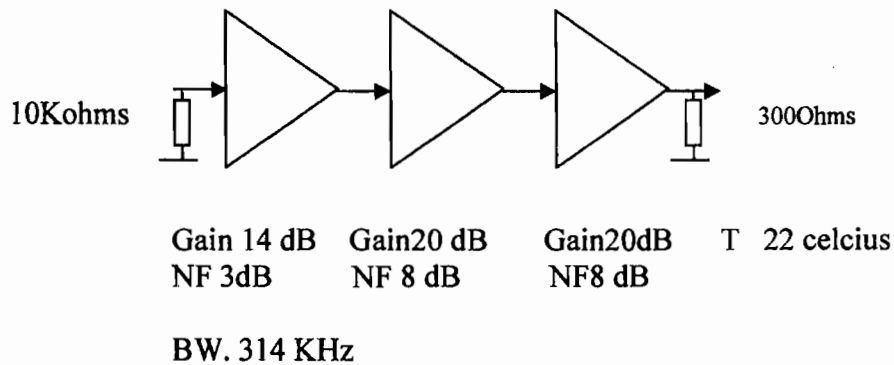 10Kohms
300Ohms
Gain 14 dB Gain20 dB Gain20dB T 22 celcius
NF 3dB NF 8 dB NF8 dB
BW. 314 KHz